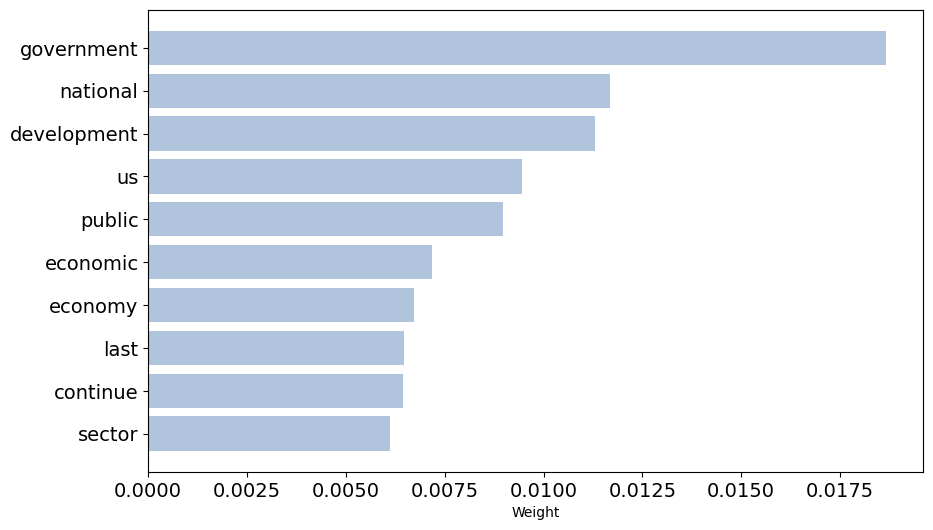 government
national
development
us
public
economic
economy
last
continue
sector
0.0000 0.0025 0.0050 0.0075 0.0100 0.0125 0.0150 0.0175
Weight